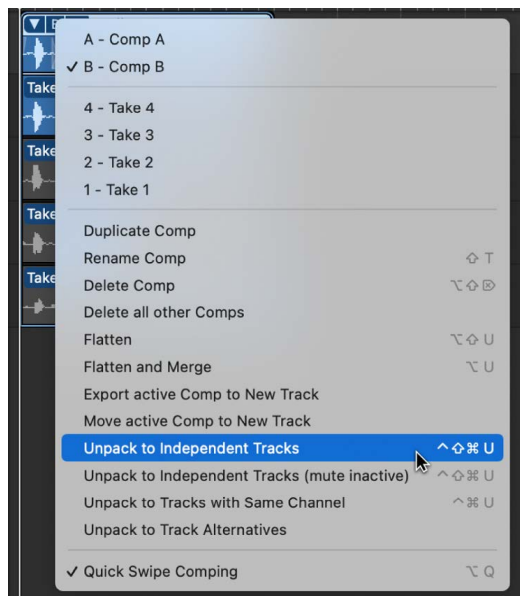 A - Comp A
✓ B - Comp B
Take
4 - Take 4
3 - Take 3
Take
2 - Take 2
1 - Take 1
Take
Duplicate Comp
Rename Comp ⇧ T
Take
Delete Comp ⌥ ⇧ ⌦
Delete all other Comps
Flatten ⌥ ⇧ U
Flatten and Merge ⌥ U
Export active Comp to New Track
Move active Comp to New Track
Unpack to Independent Tracks ^ ⇧ ⌘ U
Unpack to Independent Tracks (mute inactive) ^ ⇧ ⌘ U
Unpack to Tracks with Same Channel ^ ⌘ U
Unpack to Track Alternatives
✓ Quick Swipe Comping ⌥ Q